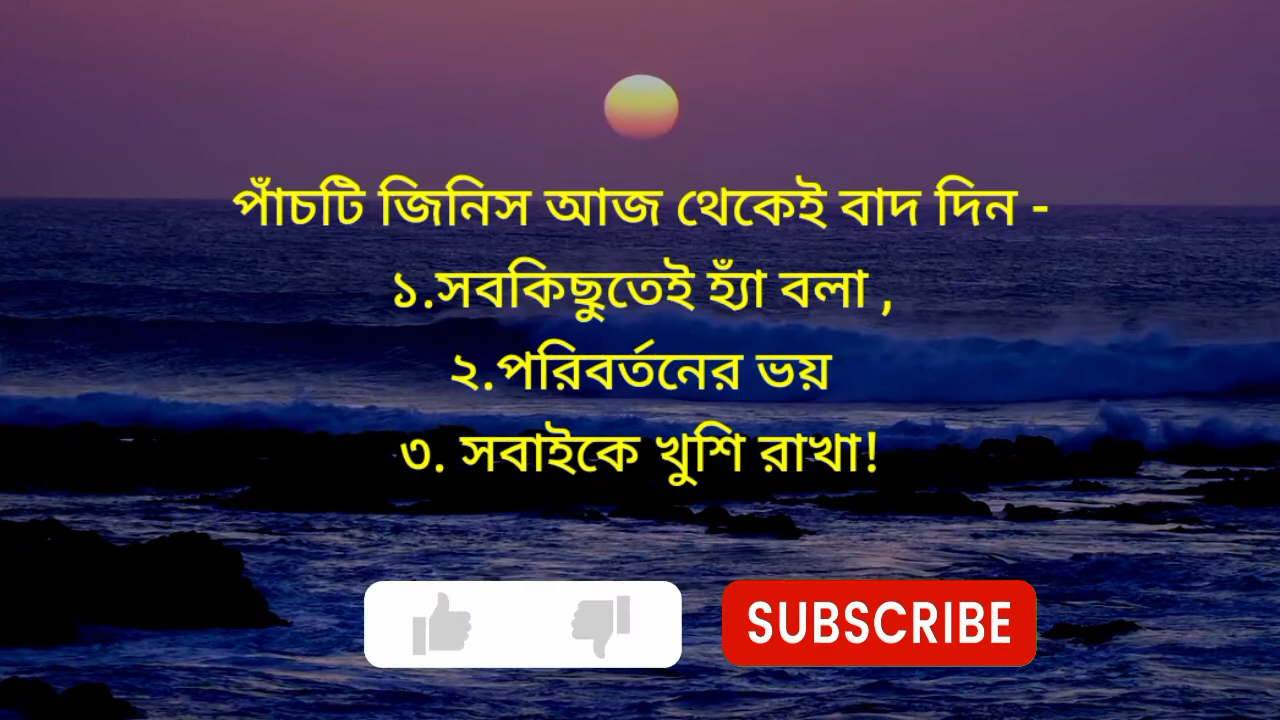 পাঁচটি জিনিস আজ থেকেই বাদ দিন -
১.সবকিছুতেই হ্যাঁ বলা ,
২.পরিবর্তনের ভয়
৩. সবাইকে খুশি রাখা!
SUBSCRIBE